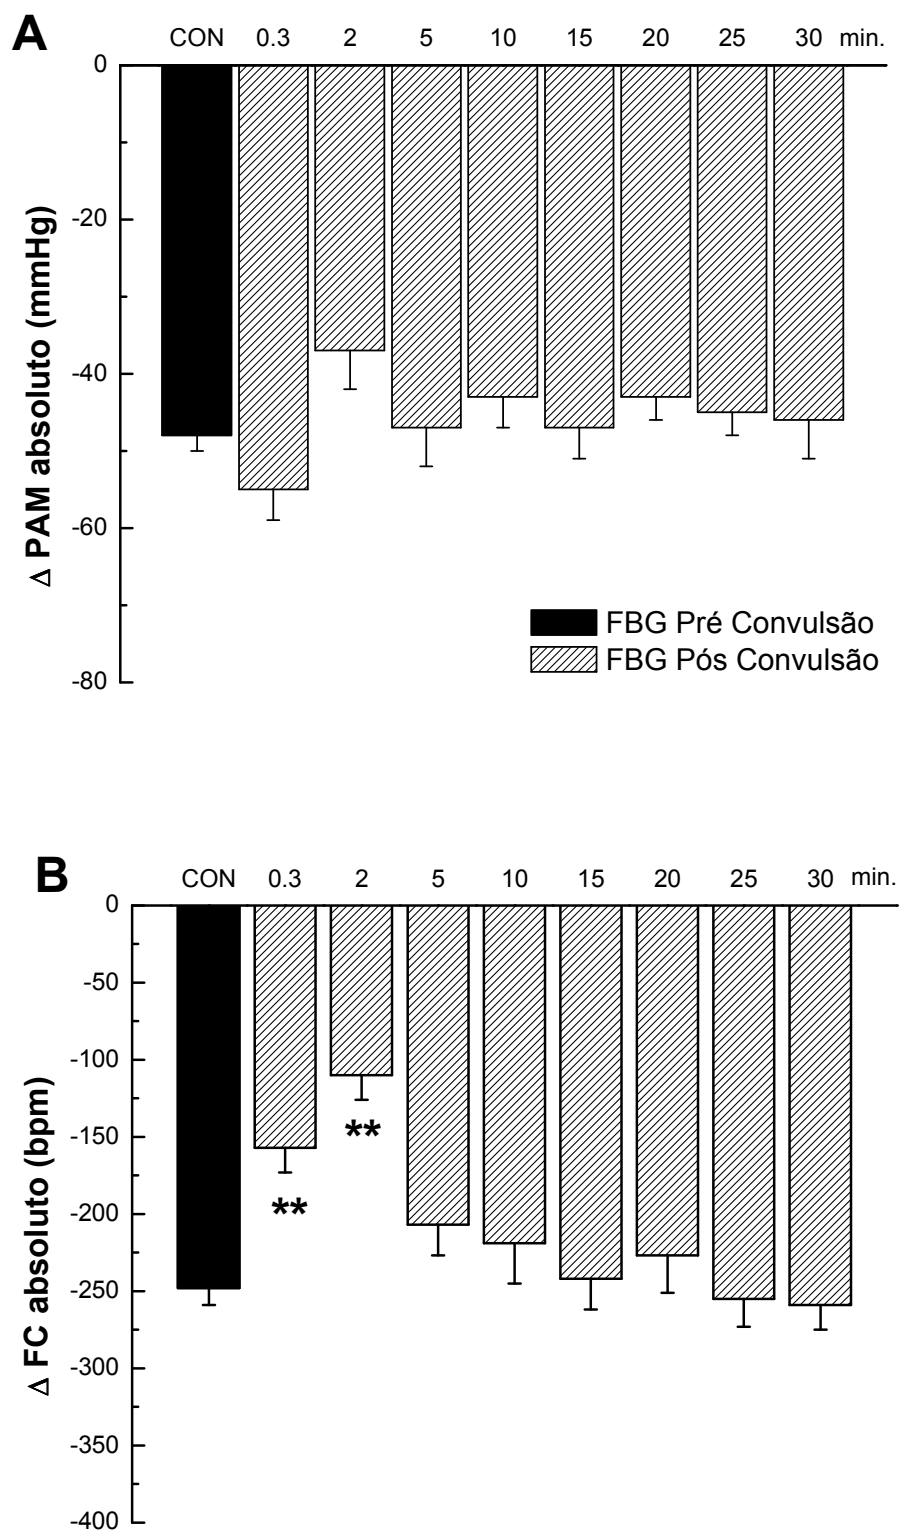 A
CON 0.3 2 5 10 15 20 25 30 min.
0
-20
-40
-60
-80
Δ PAM absoluto (mmHg)
FBG Pré Convulsão
FBG Pós Convulsão
B
CON 0.3 2 5 10 15 20 25 30 min.
0
-50
-100
-150
-200
-250
-300
-350
-400
Δ FC absoluto (bpm)
**
**